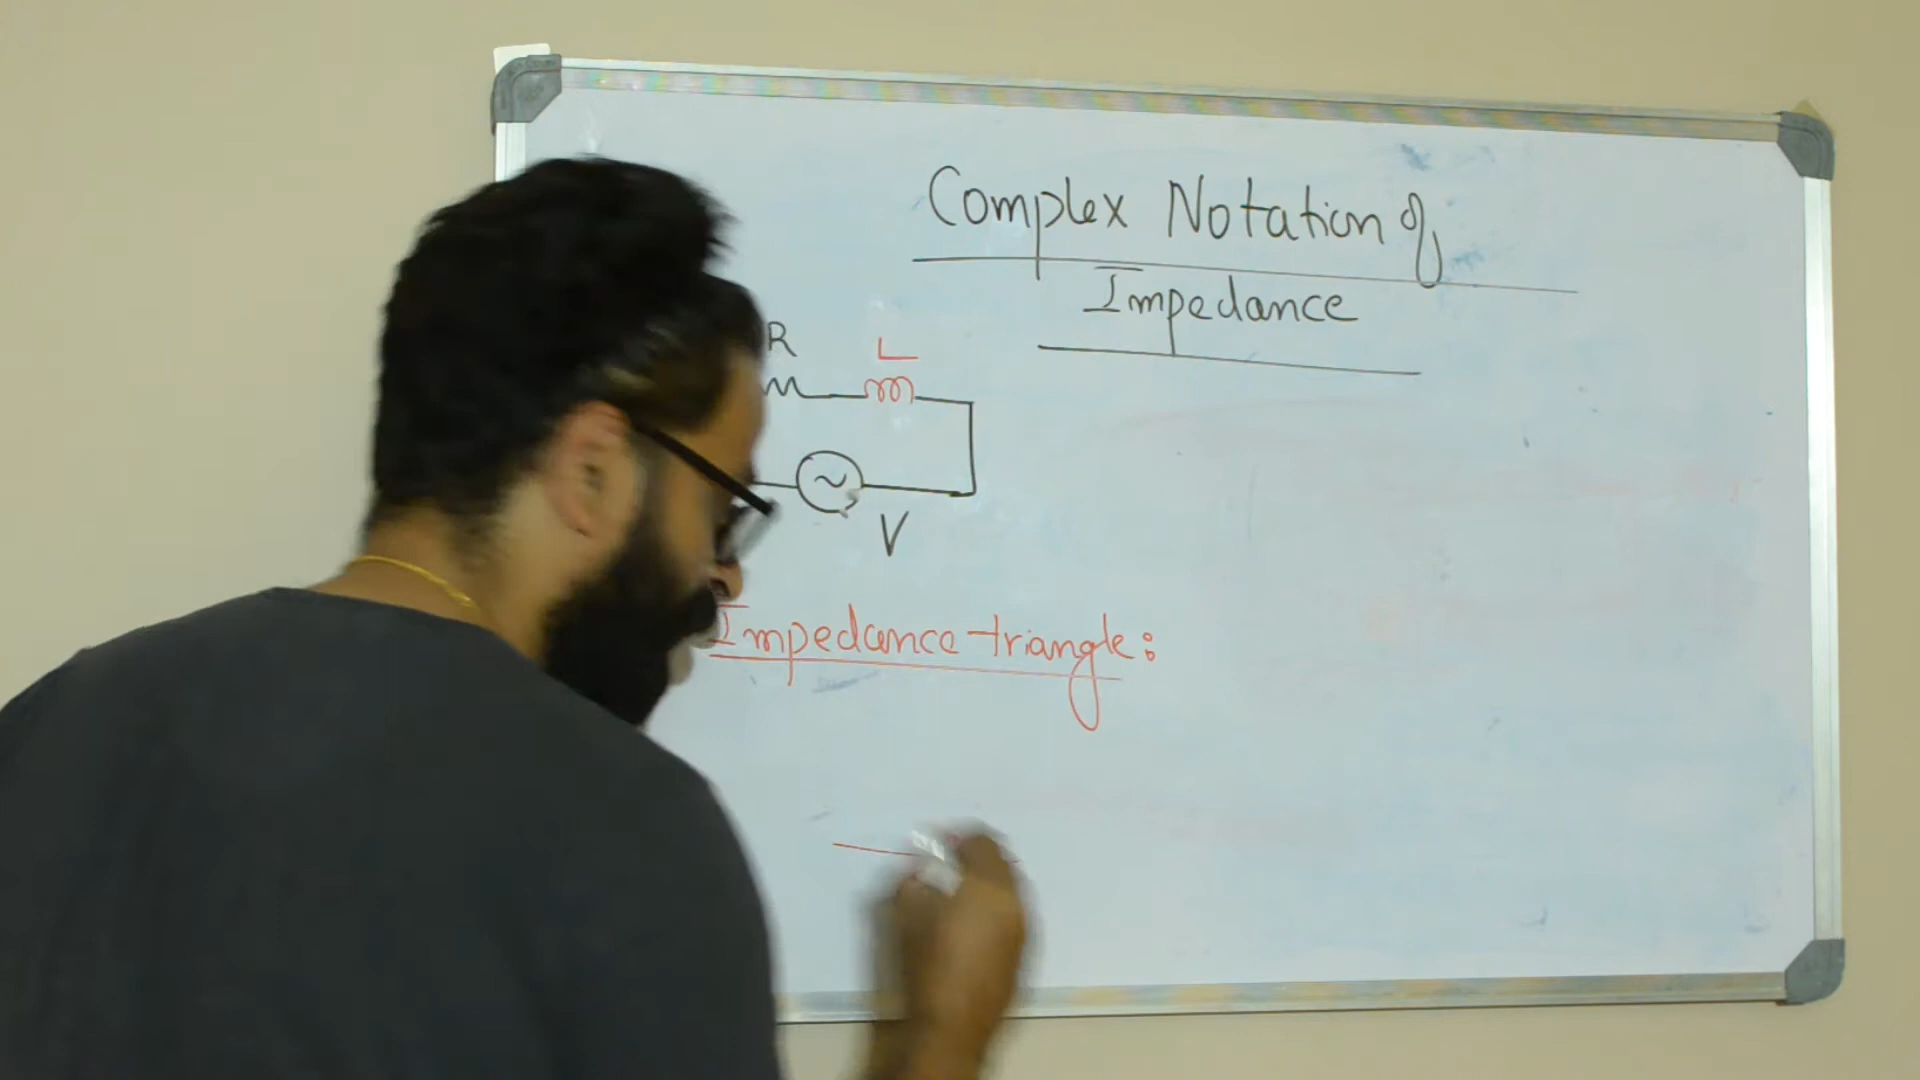 Complex Notation of
Impedance
R
L
V
Impedance triangle: